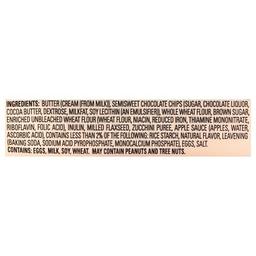 INGREDIENTS: BUTTER (CREAM (FROM MILK)), SEMISWEET CHOCOLATE CHIPS (SUGAR, CHOCOLATE LIQUOR,
COCOA BUTTER, DEXTROSE, MILKFAT, SOY LECITHIN (AN EMULSIFIER)), WHOLE WHEAT FLOUR, BROWN SUGAR,
ENRICHED UNBLEACHED WHEAT FLOUR (WHEAT FLOUR, NIACIN, REDUCED IRON, THIAMINE MONONITRATE,
RIBOFLAVIN, FOLIC ACID), INULIN, MILLED FLAXSEED, ZUCCHINI PUREE, APPLE SAUCE (APPLES, WATER,
ASCORBIC ACID), CONTAINS LESS THAN 2% OF THE FOLLOWING: RICE STARCH, NATURAL FLAVOR, LEAVENING
(BAKING SODA, SODIUM ACID PYROPHOSPHATE, MONOCALCIUM PHOSPHATE), EGGS, SALT.
CONTAINS: EGGS, MILK, SOY, WHEAT. MAY CONTAIN PEANUTS AND TREE NUTS.